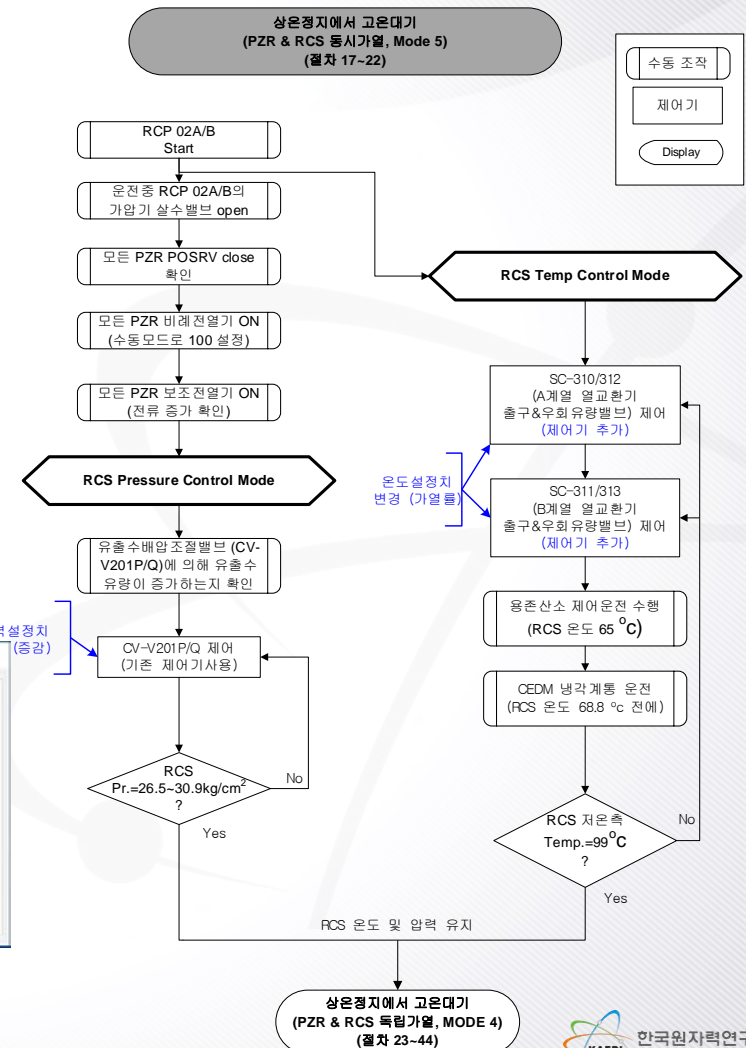 상온정지에서 고온대기
(PZR & RCS 동시가열, Mode 5)
(절차 17~22)
수동 조작
제어기
Display
RCP 02A/B
Start
운전중 RCP 02A/B의
가압기 살수밸브 open
모든 PZR POSRV close
확인
모든 PZR 비례전열기 ON
(수동모드로 100 설정)
모든 PZR 보조전열기 ON
(전류 증가 확인)
RCS Pressure Control Mode
유출수배압조절밸브 (CV-
V201P/Q)에 의해 유출수
유량이 증가하는지 확인
설정치
(증감)
CV-V201P/Q 제어
(기존 제어기사용)
RCS
Pr.=26.5~30.9kg/cm²
?
No
Yes
RCS Temp Control Mode
SC-310/312
(A계열 열교환기
출구&우회유량밸브) 제어
(제어기 추가)
온도설정치
변경 (가열률)
SC-311/313
(B계열 열교환기
출구&우회유량밸브) 제어
(제어기 추가)
용존산소 제어운전 수행
(RCS 온도 65 ºC)
CEDM 냉각계통 운전
(RCS 온도 68.8 ºc 전에)
RCS 저온측
Temp.=99ºC
?
No
Yes
RCS 온도 및 압력 유지
상온정지에서 고온대기
(PZR & RCS 독립가열, MODE 4)
(절차 23~44)
KAERI
한국원자력연구